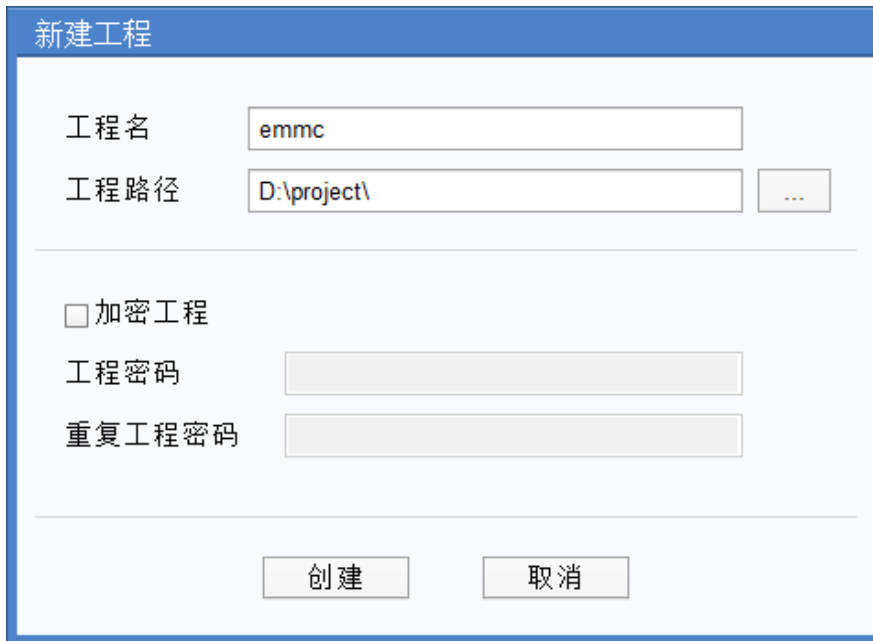 新建工程
工程名 emmc
工程路径 D:\project\ ...
加密工程
工程密码
重复工程密码
创建 取消